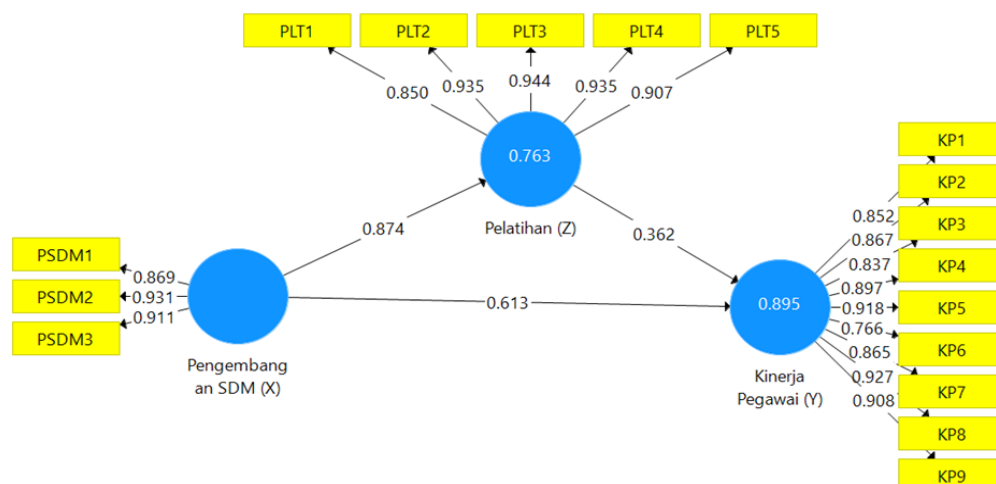 PLT1 PLT2 PLT3 PLT4 PLT5
0.850 0.935 0.944 0.935 0.907
0.763
Pelatihan (Z)
0.874
0.362
PSDM1
PSDM2
PSDM3
0.869
0.931
0.911
Pengembang
an SDM (X)
0.613
0.895
Kinerja
Pegawai (Y)
0.852
0.867
0.837
0.897
0.918
0.766
0.865
0.927
0.908
KP1
KP2
KP3
KP4
KP5
KP6
KP7
KP8
KP9